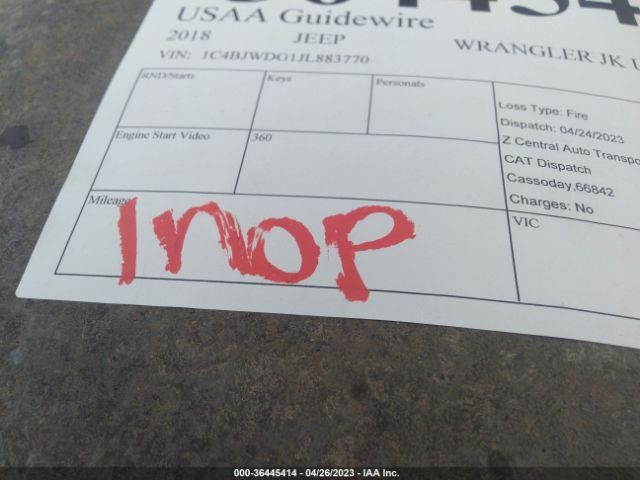 USAA Guidewire
2018 JEEP WRANGLER JK U
VIN: 1C4BJWDG1JL883770
RND/Starts Keys Personals
Loss Type: Fire
Dispatch: 04/24/2023
Engine Start Video 360
Z Central Auto Transpo
CAT Dispatch
Cassoday,66842
Charges: No
Mileage
VIC
Inop
000-36445414 - 04/26/2023 - IAA Inc.